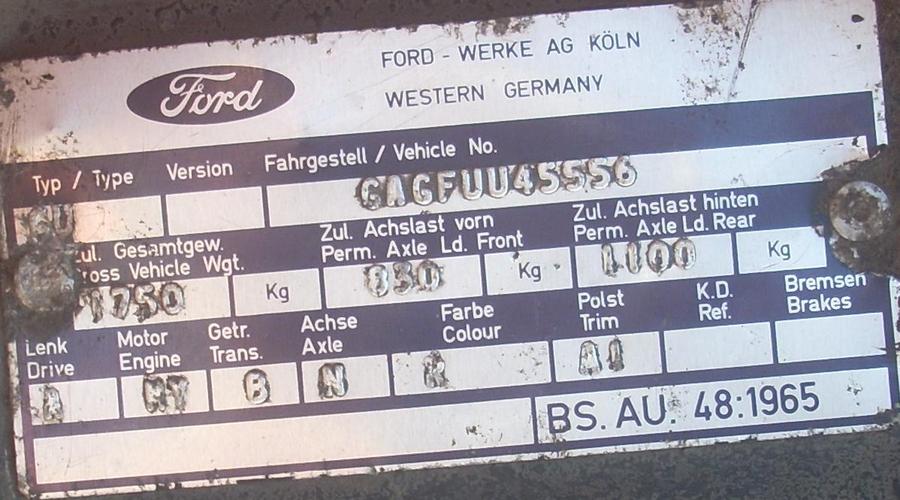 FORD - WERKE AG KÖLN
Ford
WESTERN GERMANY
Typ / Type Version Fahrgestell / Vehicle No.
GAGFUU45556
Zul. Gesamtgew. Zul. Achslast vorn Zul. Achslast hinten
Vehicle Wgt. Perm. Axle Ld. Front Perm. Axle Ld. Rear
1750 Kg 830 Kg 1100 Kg
Lenk Motor Getr. Achse Farbe Polst K.D. Bremsen
Drive Engine Trans. Axle Colour Trim Ref. Brakes
B N
BS. AU. 48:1965